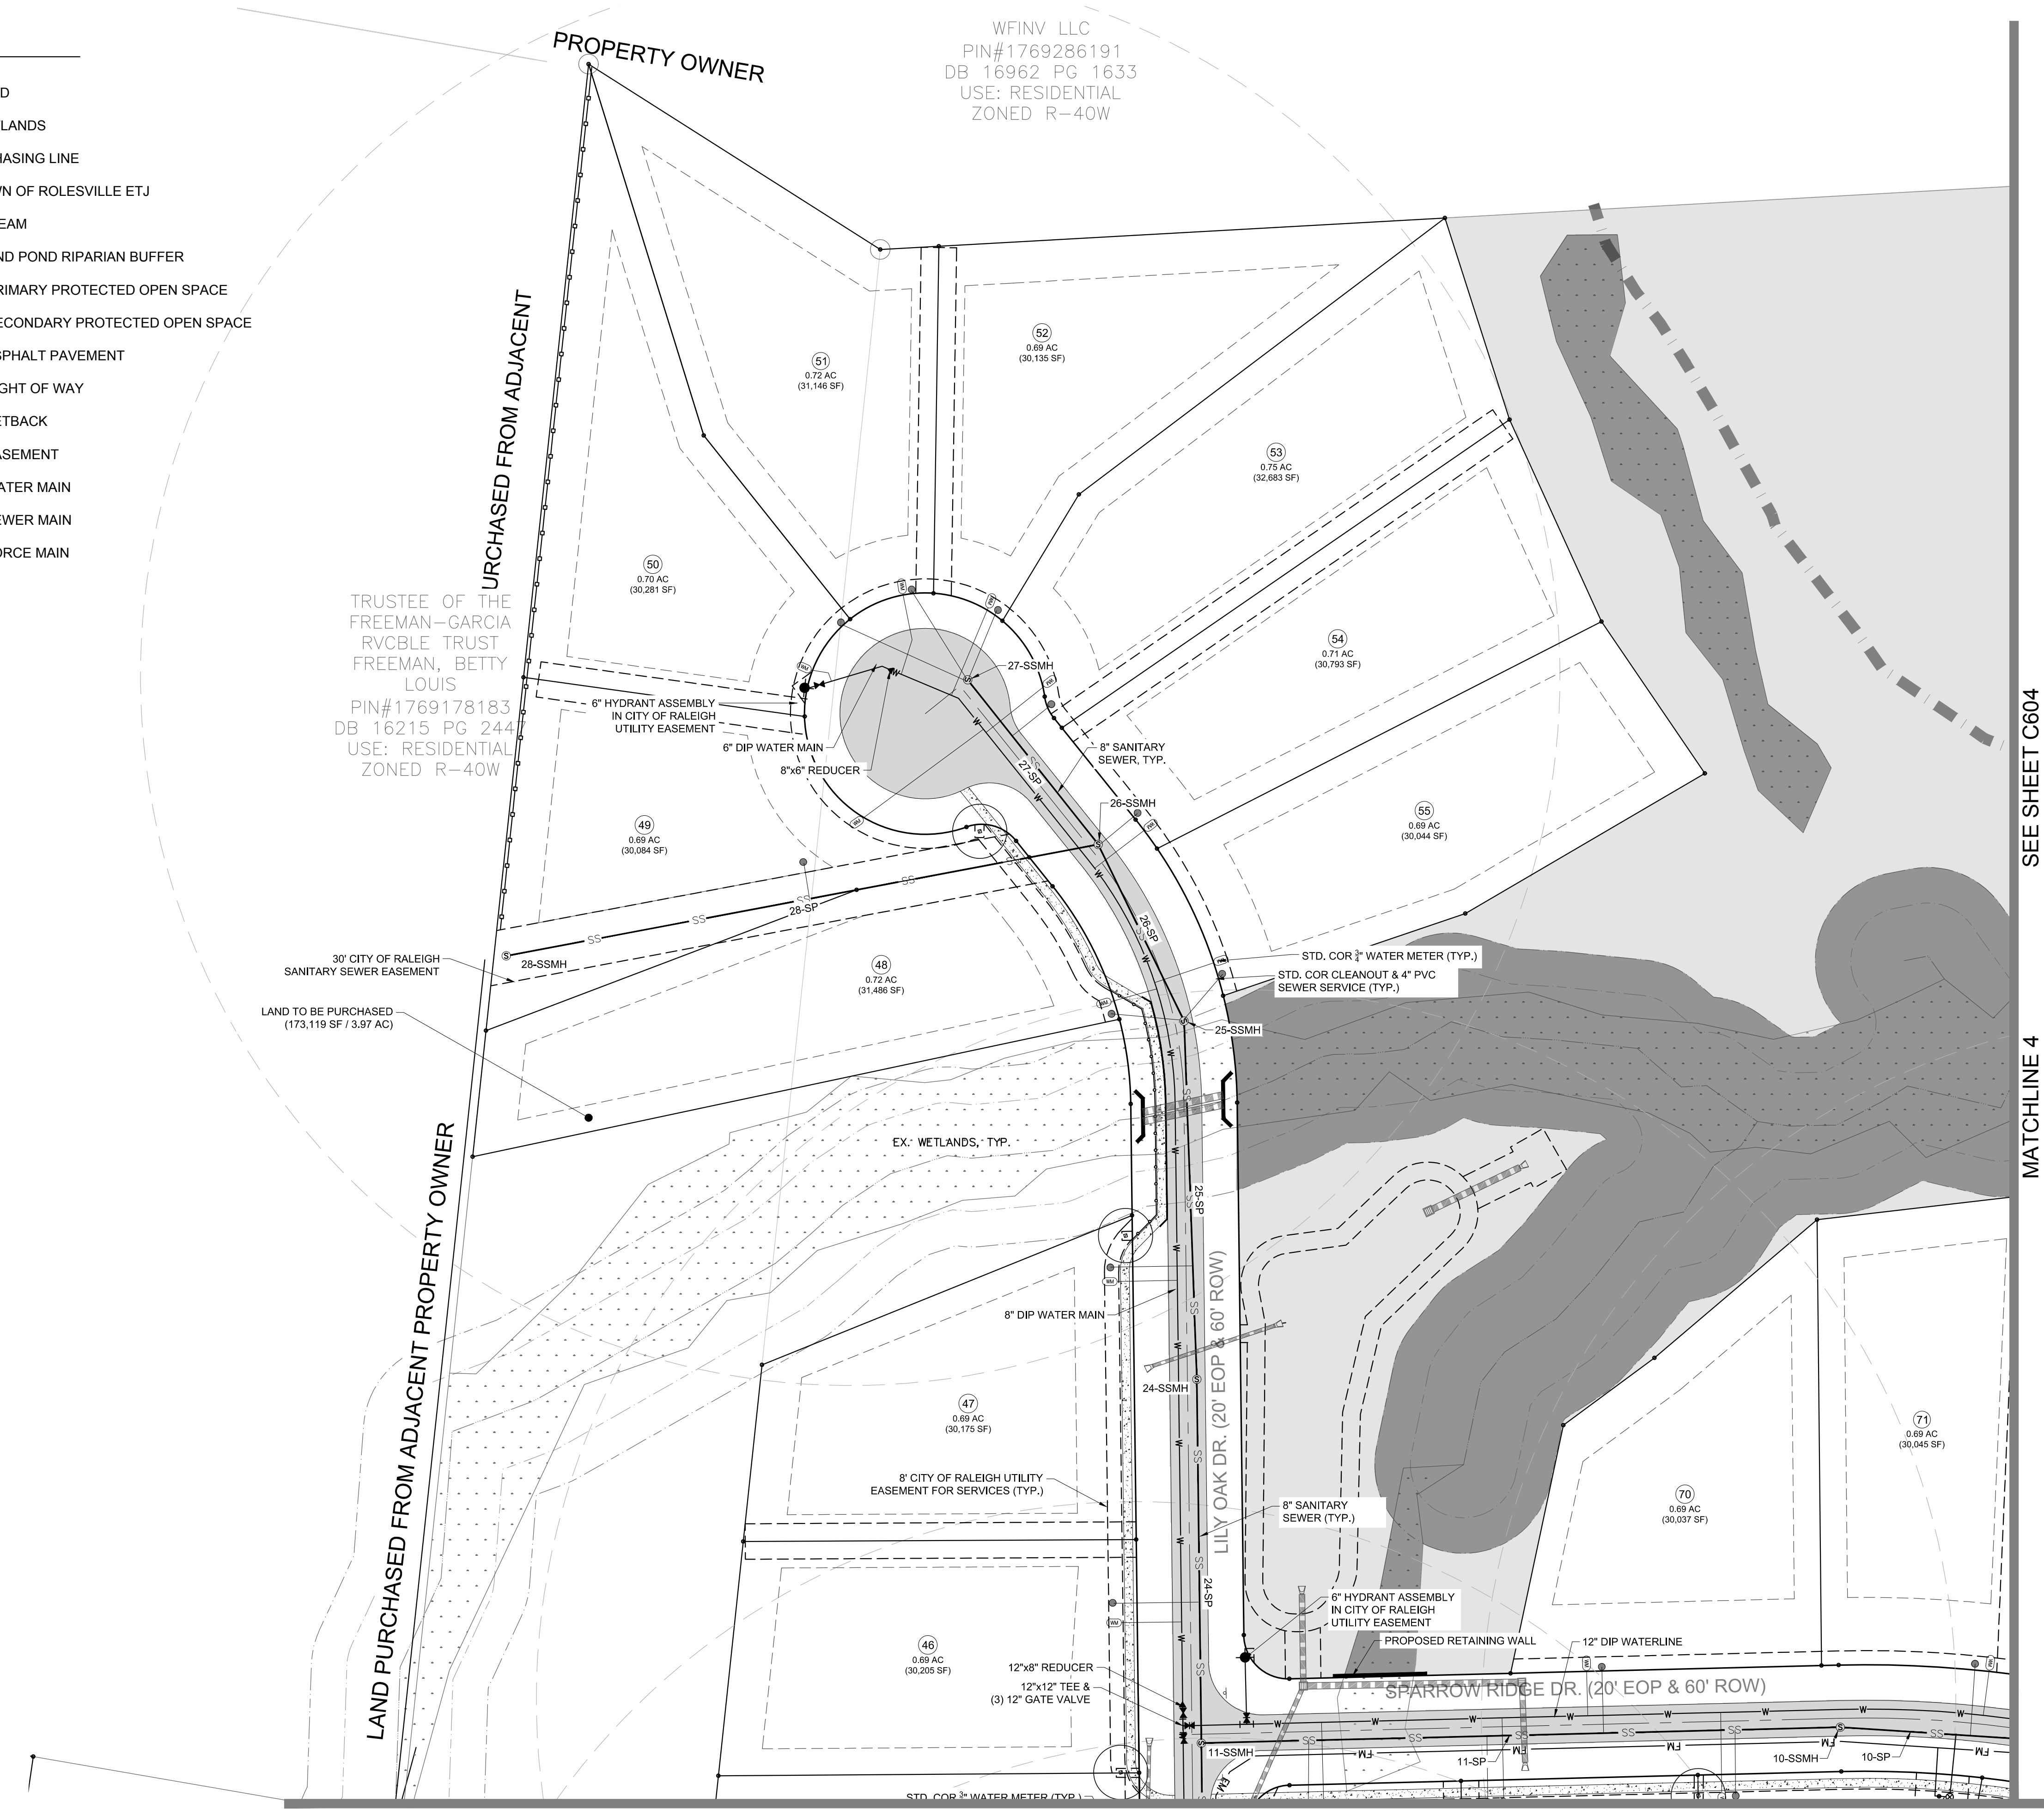 D
LANDS
HASING LINE
WN OF ROLESVILLE ETJ
EAM
ND POND RIPARIAN BUFFER
RIMARY PROTECTED OPEN SPACE
ECONDARY PROTECTED OPEN SPACE
SPHALT PAVEMENT
GHT OF WAY
ETBACK
ASEMENT
ATER MAIN
EWER MAIN
ORCE MAIN
PROPERTY OWNER
WFINV LLC
PIN#1769286191
DB 16962 PG 1633
USE: RESIDENTIAL
ZONED R-40W
URCHASED FROM ADJACENT
51
0.72 AC
(31,146 SF)
52
0.69 AC
(30,135 SF)
53
0.75 AC
(32,683 SF)
50
0.70 AC
(30,281 SF)
54
0.71 AC
(30,793 SF)
TRUSTEE OF THE
FREEMAN-GARCIA
RVCBLE TRUST
FREEMAN, BETTY
LOUIS
PIN#1769178183
DB 16215 PG 2447
USE: RESIDENTIAL
ZONED R-40W
27-SSMH
6" HYDRANT ASSEMBLY
IN CITY OF RALEIGH
UTILITY EASEMENT
6" DIP WATER MAIN
8"x6" REDUCER
8" SANITARY
SEWER, TYP.
27-SP
26-SSMH
49
0.69 AC
(30,084 SF)
55
0.69 AC
(30,044 SF)
28-SP
26-SP
30' CITY OF RALEIGH
SANITARY SEWER EASEMENT
28-SSMH
48
0.72 AC
(31,486 SF)
STD. COR ¾" WATER METER (TYP.)
STD. COR CLEANOUT & 4" PVC
SEWER SERVICE (TYP.)
LAND TO BE PURCHASED
(173,119 SF / 3.97 AC)
25-SSMH
EX. WETLANDS, TYP.
25-SP
8" DIP WATER MAIN
LILY OAK DR. (20' EOP & 60' ROW)
24-SSMH
47
0.69 AC
(30,175 SF)
71
0.69 AC
(30,045 SF)
70
0.69 AC
(30,037 SF)
8' CITY OF RALEIGH UTILITY
EASEMENT FOR SERVICES (TYP.)
8" SANITARY
SEWER (TYP.)
24-SP
LAND PURCHASED FROM ADJACENT PROPERTY OWNER
46
0.69 AC
(30,205 SF)
6" HYDRANT ASSEMBLY
IN CITY OF RALEIGH
UTILITY EASEMENT
PROPOSED RETAINING WALL
12" DIP WATERLINE
12"x8" REDUCER
12"x12" TEE &
(3) 12" GATE VALVE
SPARROW RIDGE DR. (20' EOP & 60' ROW)
11-SSMH
11-SP
10-SSMH
10-SP
STD. COR ¾" WATER METER (TYP.)
SEE SHEET C604
MATCHLINE 4